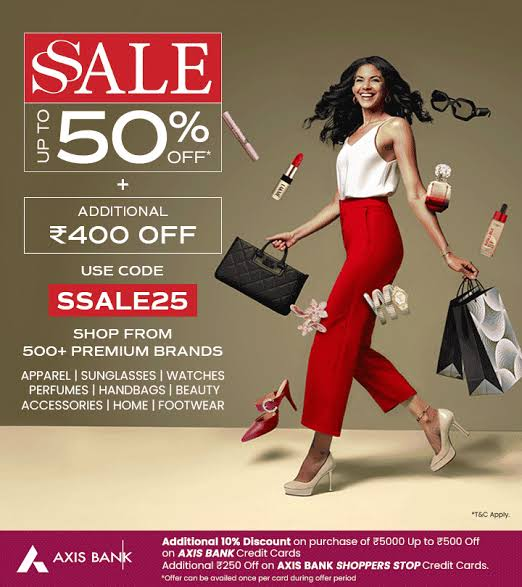 SSALE
UP TO
50%
OFF*
+
ADDITIONAL
₹400 OFF
USE CODE
SSALE25
SHOP FROM
500+ PREMIUM BRANDS
APPAREL | SUNGLASSES | WATCHES
PERFUMES | HANDBAGS | BEAUTY
ACCESSORIES | HOME | FOOTWEAR
*T&C Apply.
AXIS BANK
Additional 10% Discount on purchase of ₹5000 Upto ₹500 Off
on AXIS BANK Credit Cards
Additional ₹250 Off on AXIS BANK SHOPPERS STOP Credit Cards.
*Offer can be availed once per card during offer period